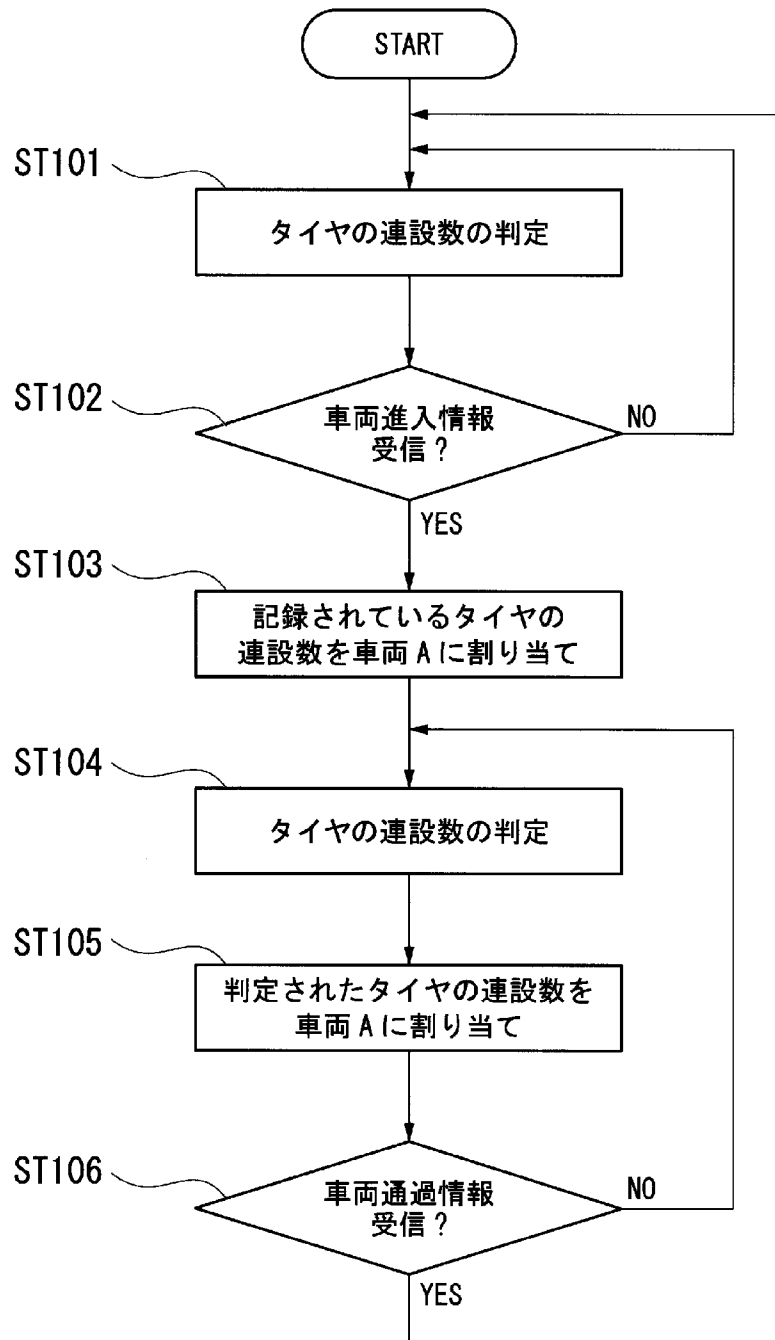 START
ST101
タイヤの連設数の判定
ST102
車両進入情報
受信?
NO
YES
ST103
記録されているタイヤの
連設数を車両Aに割り当て
ST104
タイヤの連設数の判定
ST105
判定されたタイヤの連設数を
車両Aに割り当て
ST106
車両通過情報
受信?
NO
YES